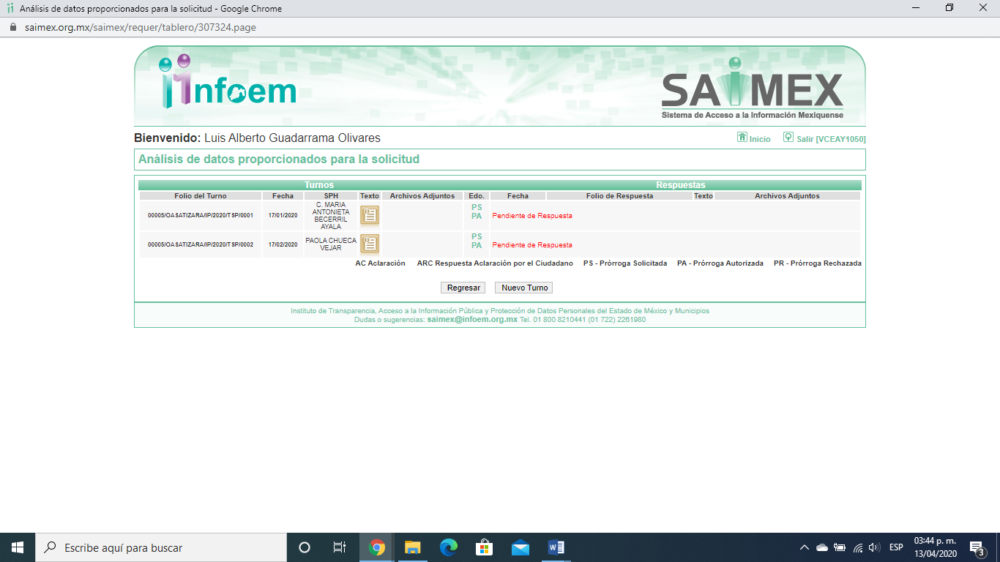 Análisis de datos proporcionados para la solicitud - Google Chrome
saimex.org.mx/saimex/requer/tablero/307324.page
infoem
SAIMEX
Sistema de Acceso a la Información Mexiquense
Bienvenido: Luis Alberto Guadarrama Olivares
Inicio Salir [VCEAY1050]
Análisis de datos proporcionados para la solicitud
Turnos Respuestas
Folio del Turno Fecha SPH Texto Archivos Adjuntos Edo. Fecha Folio de Respuesta Texto Archivos Adjuntos
00005/OASATIZARA/IP/2020/TSP/0001 17/01/2020 C. MARIA ANTONIETA BECERRIL AYALA PS PA Pendiente de Respuesta
00005/OASATIZARA/IP/2020/TSP/0002 17/02/2020 PAOLA CHUECA VEJAR PS PA Pendiente de Respuesta
AC Aclaración ARC Respuesta Aclaración por el Ciudadano PS - Prórroga Solicitada PA - Prórroga Autorizada PR - Prórroga Rechazada
Regresar Nuevo Turno
Instituto de Transparencia, Acceso a la Información Pública y Protección de Datos Personales del Estado de México y Municipios
Dudas o sugerencias: saimex@infoem.org.mx Tel. 01 800 8210441 (01 722) 2261980
Escribe aquí para buscar
ESP
03:44 p. m.
13/04/2020
3